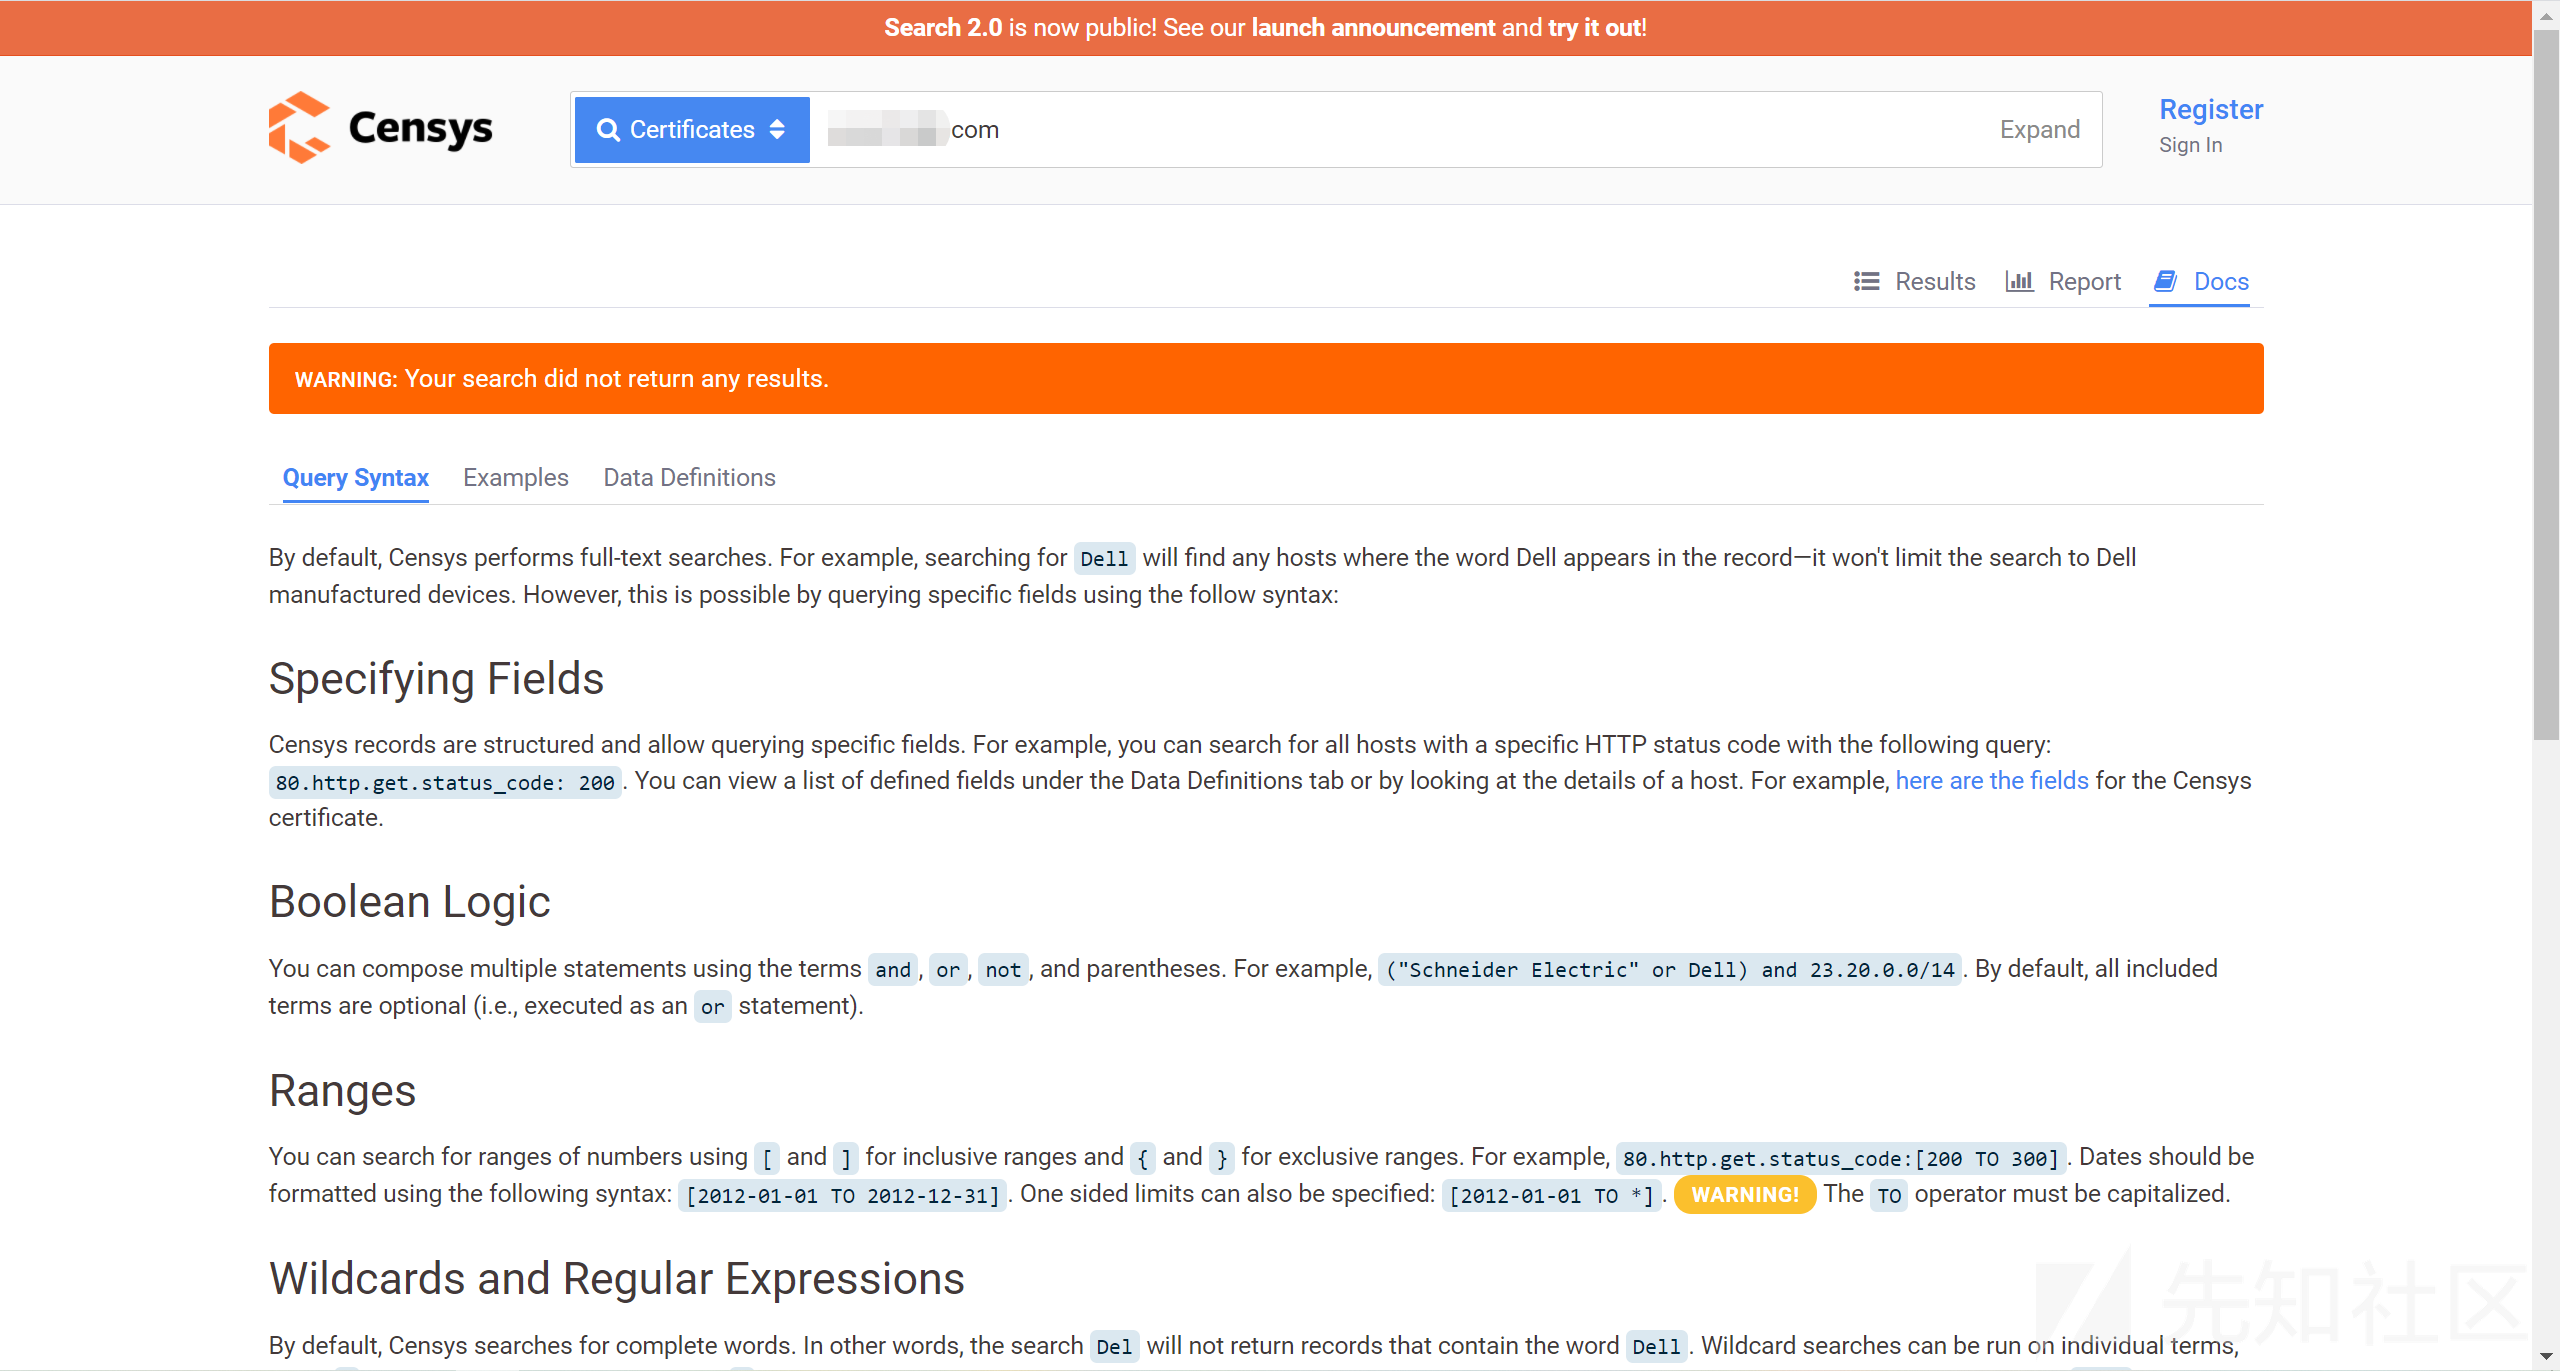 Search 2.0 is now public! See our launch announcement and try it out!
Censys
Certificates
com
Expand
Register
Sign In
Results
Report
Docs
WARNING: Your search did not return any results.
Query Syntax
Examples
Data Definitions
By default, Censys performs full-text searches. For example, searching for Dell will find any hosts where the word Dell appears in the record—it won't limit the search to Dell
manufactured devices. However, this is possible by querying specific fields using the follow syntax:
Specifying Fields
Censys records are structured and allow querying specific fields. For example, you can search for all hosts with a specific HTTP status code with the following query:
80.http.get.status_code: 200. You can view a list of defined fields under the Data Definitions tab or by looking at the details of a host. For example, here are the fields for the Censys
certificate.
Boolean Logic
You can compose multiple statements using the terms and, or, not, and parentheses. For example, ("Schneider Electric" or Dell) and 23.20.0.0/14. By default, all included
terms are optional (i.e., executed as an or statement).
Ranges
You can search for ranges of numbers using [ and ] for inclusive ranges and { and } for exclusive ranges. For example, 80.http.get.status_code:[200 TO 300]. Dates should be
formatted using the following syntax: [2012-01-01 TO 2012-12-31]. One sided limits can also be specified: [2012-01-01 TO *]. WARNING! The TO operator must be capitalized.
Wildcards and Regular Expressions
By default, Censys searches for complete words. In other words, the search Del will not return records that contain the word Dell. Wildcard searches can be run on individual terms,
先知社区